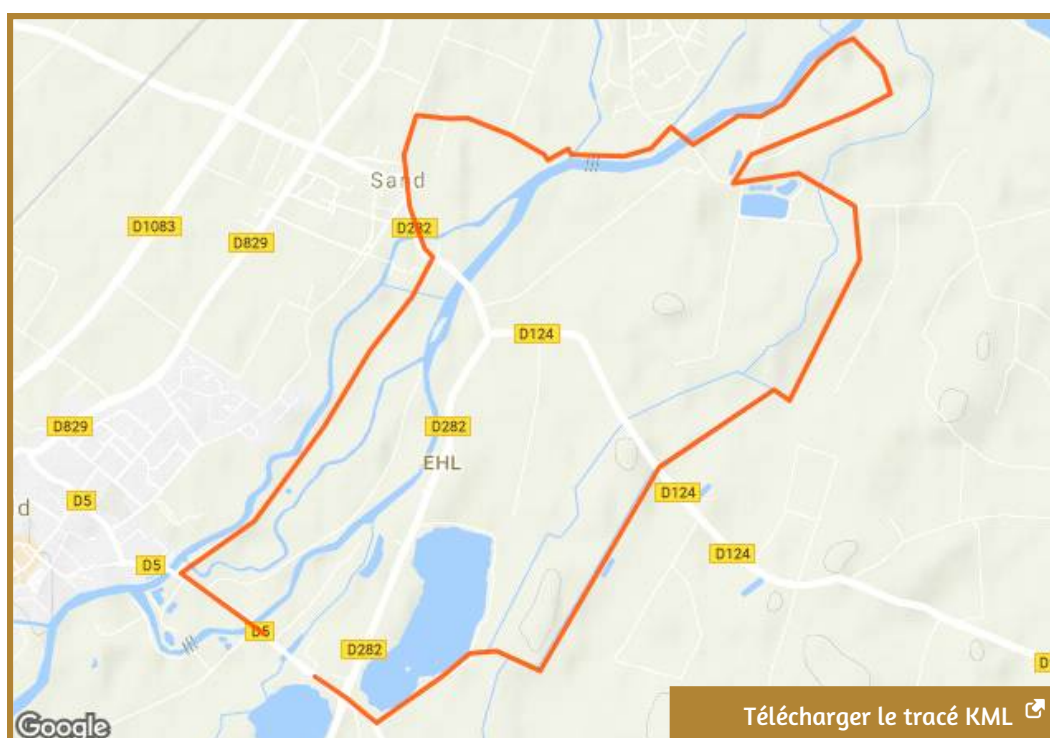 Sand
D282
D1083
D829
D124
D829
D282
EHL
D5
d
D124
D124
D5
D5
D282
D
Google
Télécharger le tracé KML